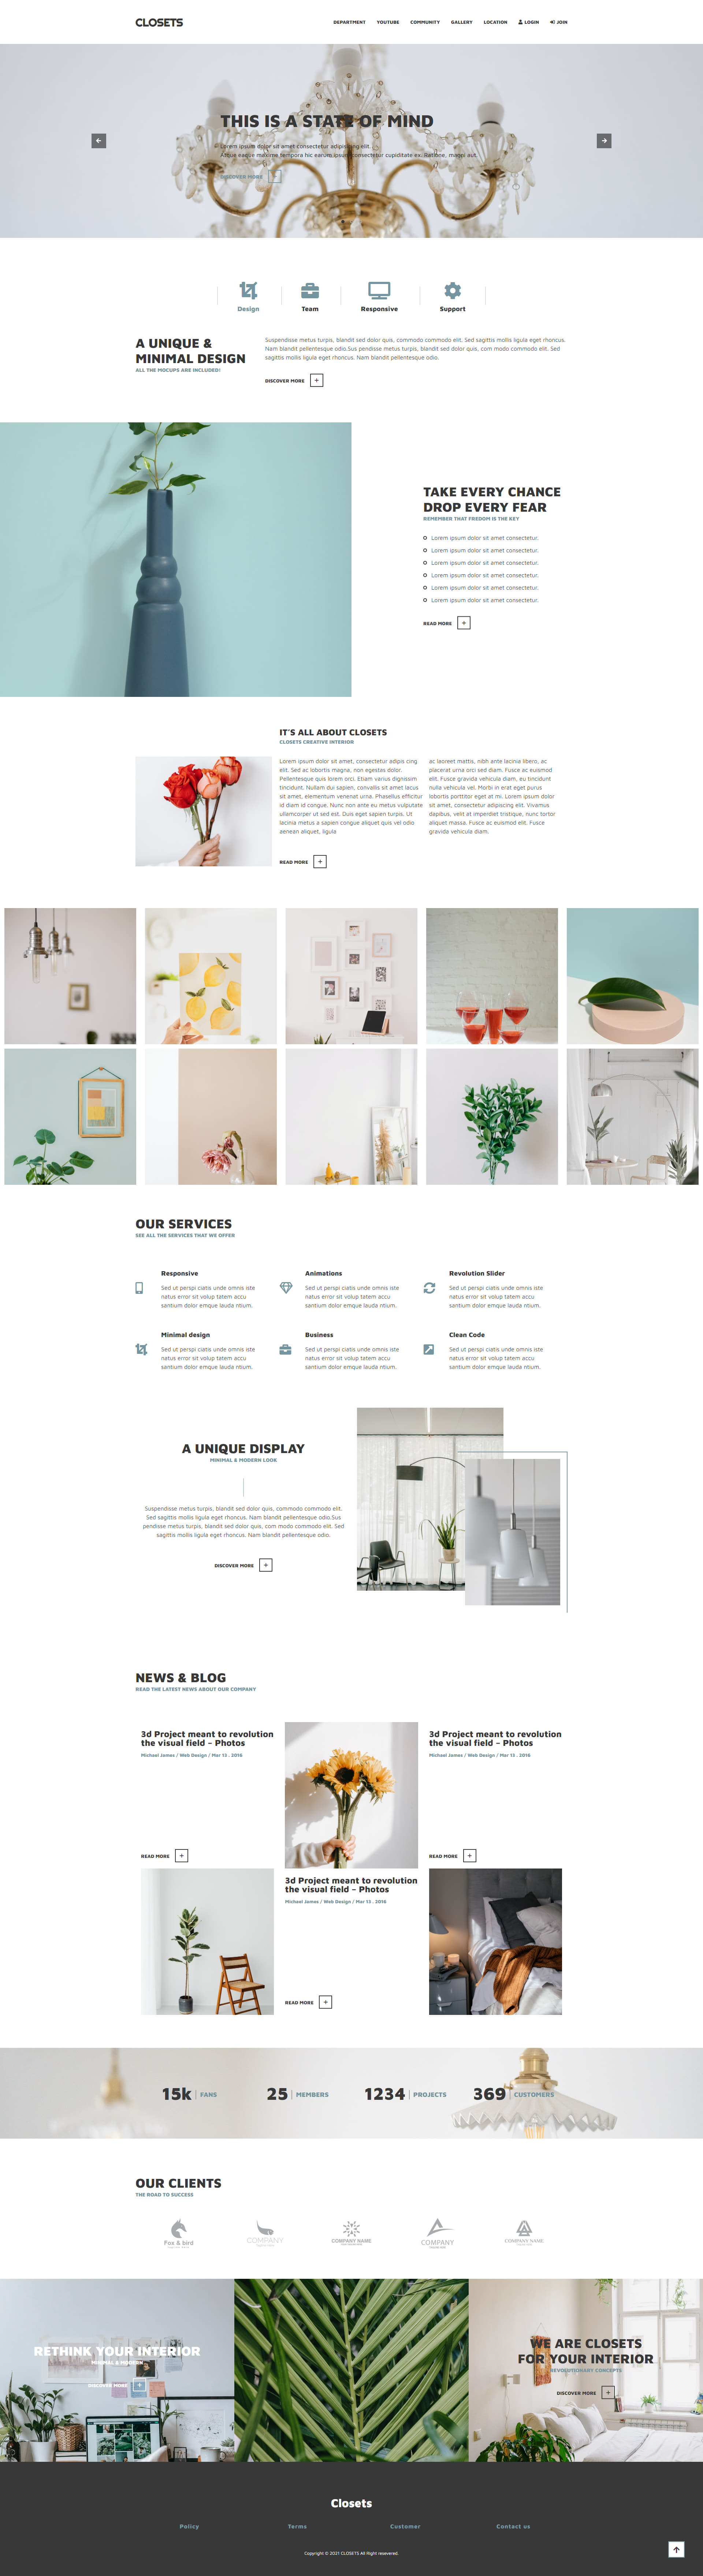 CLOSETS
DEPARTMENT YOUTUBE COMMUNITY GALLERY LOCATION LOGIN JOIN
THIS IS A STATE OF MIND
Lorem ipsum dolor sit amet consectetur adipisicing elit.
Atque eaque maiores tempora hic earum ipsum consectetur cupiditate ex. Ratione, magni aut.
DISCOVER MORE
Design
Team
Responsive
Support
A UNIQUE &
MINIMAL DESIGN
ALL THE MOCUPS ARE INCLUDED!
Suspendisse metus turpis, blandit sed dolor quis, commodo commodo elit. Sed sagittis mollis ligula eget rhoncus.
Nam blandit pellentesque odio.Sus pendisse metus turpis, blandit sed dolor quis, com modo commodo elit. Sed
sagittis mollis ligula eget rhoncus. Nam blandit pellentesque odio.
DISCOVER MORE +
TAKE EVERY CHANCE
DROP EVERY FEAR
REMEMBER THAT FREDOM IS THE KEY
Lorem ipsum dolor sit amet consectetur.
Lorem ipsum dolor sit amet consectetur.
Lorem ipsum dolor sit amet consectetur.
Lorem ipsum dolor sit amet consectetur.
Lorem ipsum dolor sit amet consectetur.
Lorem ipsum dolor sit amet consectetur.
READ MORE +
IT'S ALL ABOUT CLOSETS
CLOSETS CREATIVE INTERIOR
Lorem ipsum dolor sit amet, consectetur adipis cing
elit. Sed ac lobortis magna, non egestas dolor.
Pellentesque quis lorem orci. Etiam varius dignissim
tincidunt. Nullam dui sapien, convallis sit amet lacus
sit amet, elementum venenat urna. Phasellus efficitur
id diam id congue. Nunc non ante eu metus vulputate
ullamcorper ut sed est. Duis eget sapien turpis. Ut
lacinia metus a sapien congue aliquet quis vel odio
aenean aliquet, ligula
ac laoreet mattis, nibh ante lacinia libero, ac
placerat urna orci sed diam. Fusce ac euismod
elit. Fusce gravida vehicula diam, eu tincidunt
nulla vehicula vel. Morbi in erat eget purus
lobortis porttitor eget at mi. Lorem ipsum dolor
sit amet, consectetur adipiscing elit. Vivamus
dapibus, velit at imperdiet tristique, nunc tortor
aliquet massa. Fusce ac euismod elit. Fusce
gravida vehicula diam.
READ MORE +
OUR SERVICES
SEE ALL THE SERVICES THAT WE OFFER
Responsive
Sed ut perspi ciatis unde omnis iste
natus error sit volup tatem accu
santium dolor emque lauda ntium.
Animations
Sed ut perspi ciatis unde omnis iste
natus error sit volup tatem accu
santium dolor emque lauda ntium.
Revolution Slider
Sed ut perspi ciatis unde omnis iste
natus error sit volup tatem accu
santium dolor emque lauda ntium.
Minimal design
Sed ut perspi ciatis unde omnis iste
natus error sit volup tatem accu
santium dolor emque lauda ntium.
Business
Sed ut perspi ciatis unde omnis iste
natus error sit volup tatem accu
santium dolor emque lauda ntium.
Clean Code
Sed ut perspi ciatis unde omnis iste
natus error sit volup tatem accu
santium dolor emque lauda ntium.
A UNIQUE DISPLAY
MINIMAL & MODERN LOOK
Suspendisse metus turpis, blandit sed dolor quis, commodo commodo elit.
Sed sagittis mollis ligula eget rhoncus. Nam blandit pellentesque odio.Sus
pendisse metus turpis, blandit sed dolor quis, com modo commodo elit. Sed
sagittis mollis ligula eget rhoncus. Nam blandit pellentesque odio.
DISCOVER MORE +
NEWS & BLOG
READ THE LATEST NEWS ABOUT OUR COMPANY
3d Project meant to revolution
the visual field – Photos
Michael James / Web Design / Mar 13 . 2016
READ MORE +
3d Project meant to revolution
the visual field – Photos
Michael James / Web Design / Mar 13 . 2016
READ MORE +
3d Project meant to revolution
the visual field – Photos
Michael James / Web Design / Mar 13 . 2016
READ MORE +
15k FANS
25 MEMBERS
1234 PROJECTS
369 CUSTOMERS
OUR CLIENTS
THE ROAD TO SUCCESS
Fox & bird
COMPANY
COMPANY NAME
COMPANY
COMPANY NAME
RETHINK YOUR INTERIOR
MINIMAL & MODERN
DISCOVER MORE +
WE ARE CLOSETS
FOR YOUR INTERIOR
REVOLUTIONARY CONCEPTS
DISCOVER MORE +
Closets
Policy
Terms
Customer
Contact us
Copyright © 2021 CLOSETS All Right resevered.